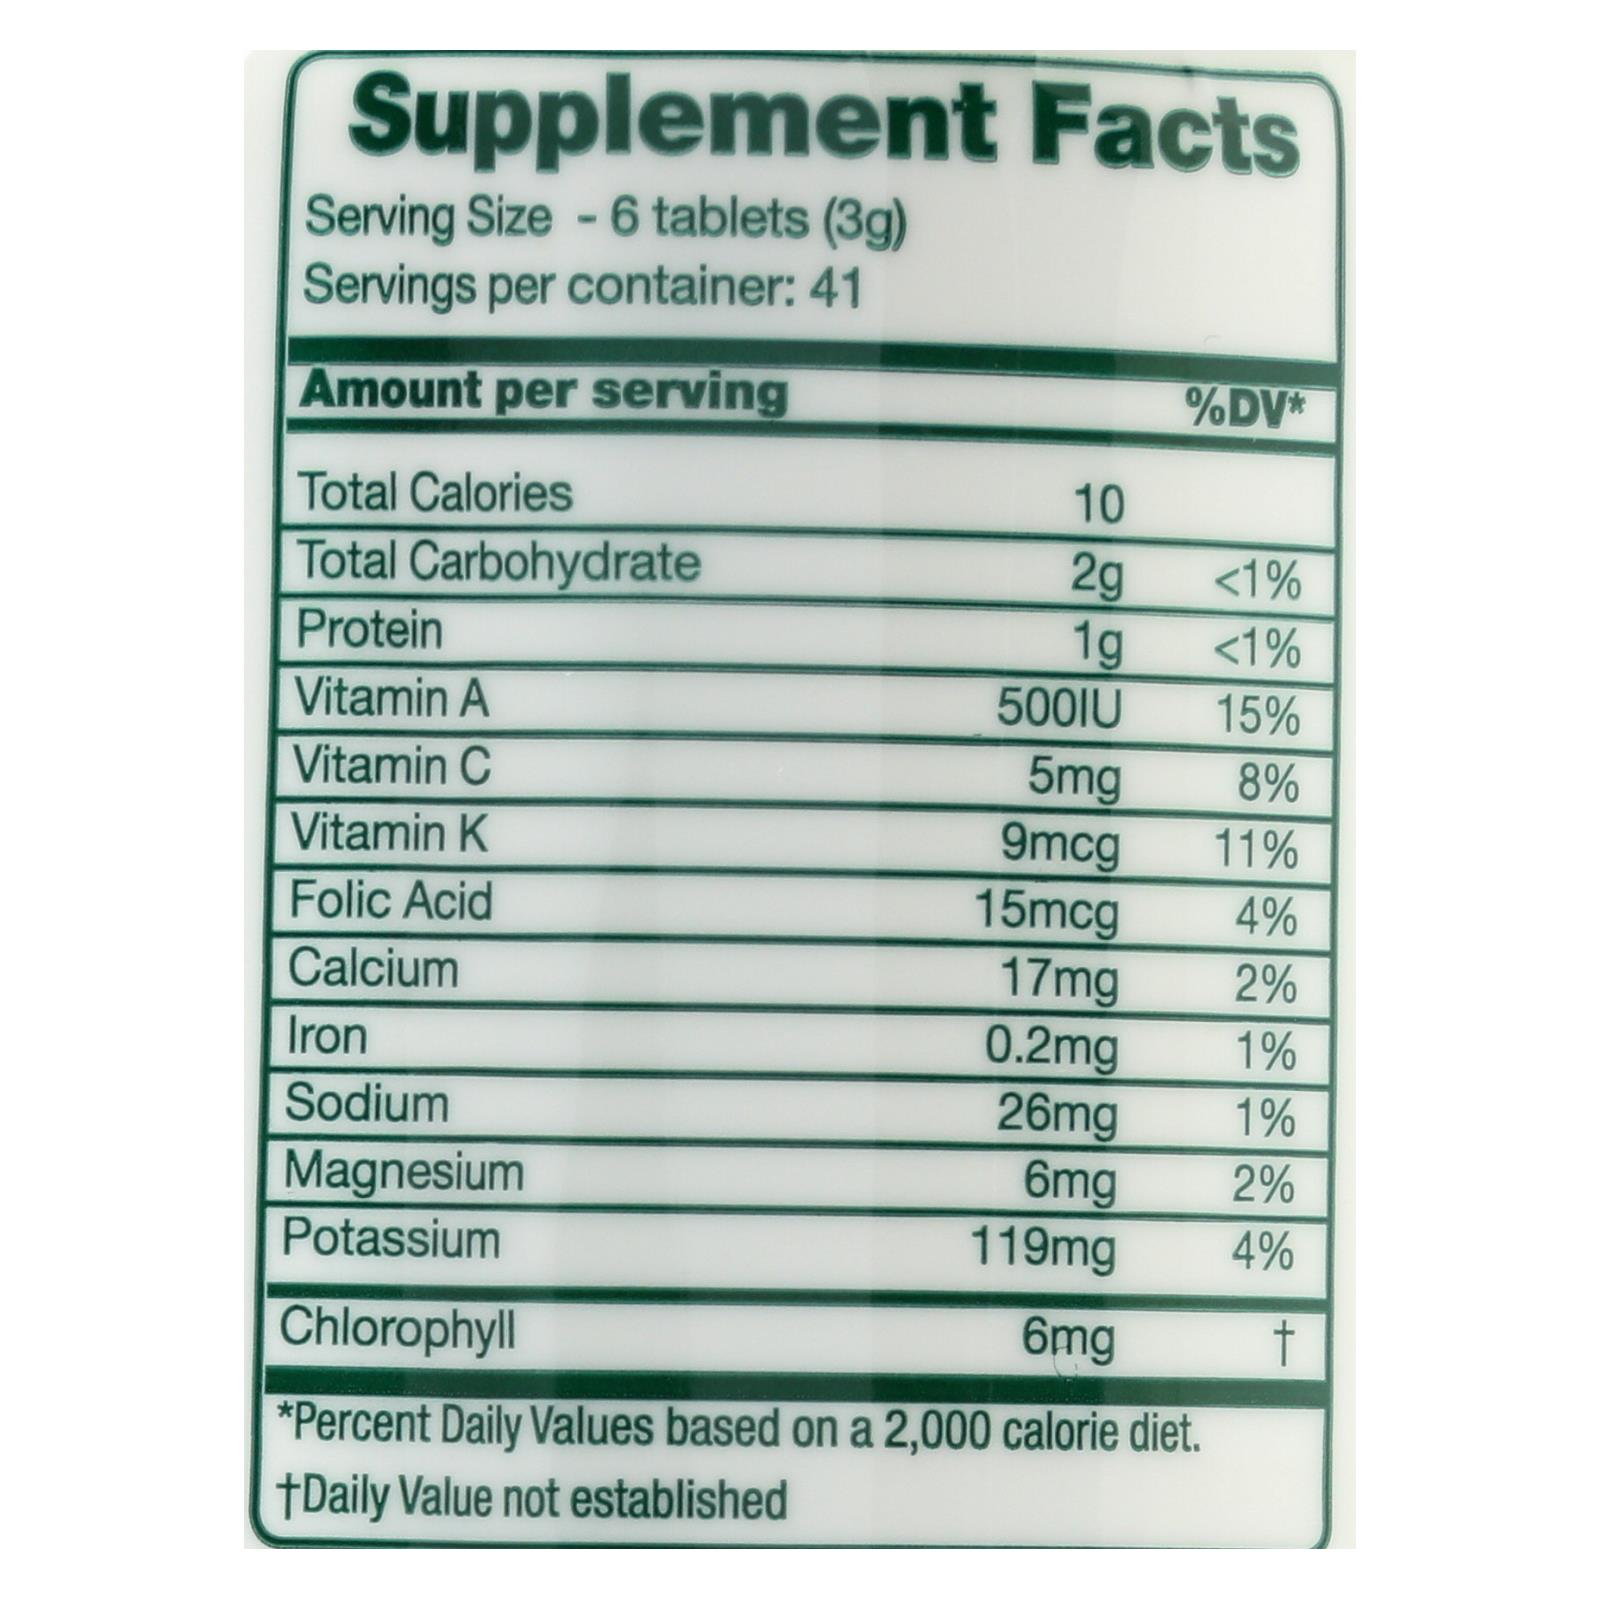 Supplement Facts
Serving Size - 6 tablets (3g)
Servings per container: 41
Amount per serving %DV*
Total Calories 10
Total Carbohydrate 2g <1%
Protein 1g <1%
Vitamin A 500IU 15%
Vitamin C 5mg 8%
Vitamin K 9mcg 11%
Folic Acid 15mcg 4%
Calcium 17mg 2%
Iron 0.2mg 1%
Sodium 26mg 1%
Magnesium 6mg 2%
Potassium 119mg 4%
Chlorophyll 6mg †
*Percent Daily Values based on a 2,000 calorie diet.
†Daily Value not established